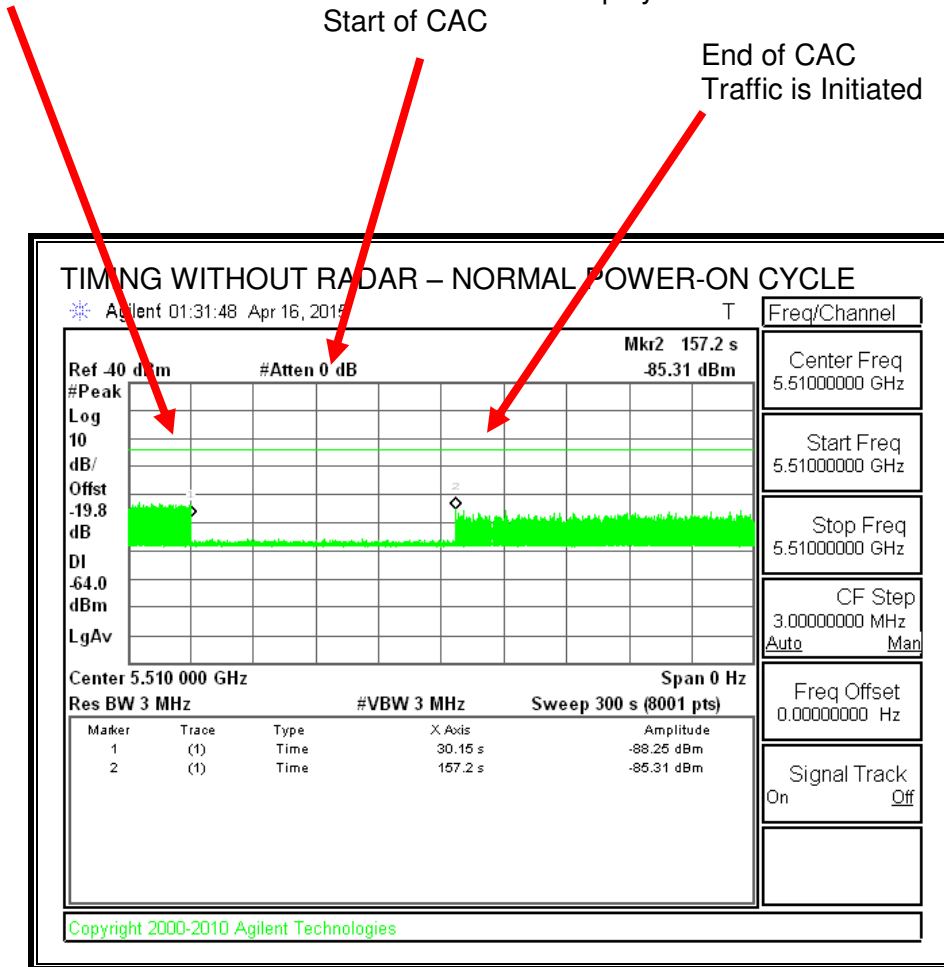 Start of CAC
End of CAC
Traffic is Initiated
TIMING WITHOUT RADAR – NORMAL POWER-ON CYCLE
Agilent 01:31:48 Apr 16, 2015 T
Freq/Channel
Mkr2 157.2 s
Ref -40 dBm #Atten 0 dB -85.31 dBm
#Peak
Log
10
dB/
Offst
-19.8
dB
DI
-64.0
dBm
LgAv
1
2
Center 5.510 000 GHz Span 0 Hz
Res BW 3 MHz #VBW 3 MHz Sweep 300 s (8001 pts)
Marker Trace Type X Axis Amplitude
1 (1) Time 30.15 s -88.25 dBm
2 (1) Time 157.2 s -85.31 dBm
Center Freq
5.51000000 GHz
Start Freq
5.51000000 GHz
Stop Freq
5.51000000 GHz
CF Step
3.00000000 MHz
Auto Man
Freq Offset
0.00000000 Hz
Signal Track
On Off
Copyright 2000-2010 Agilent Technologies